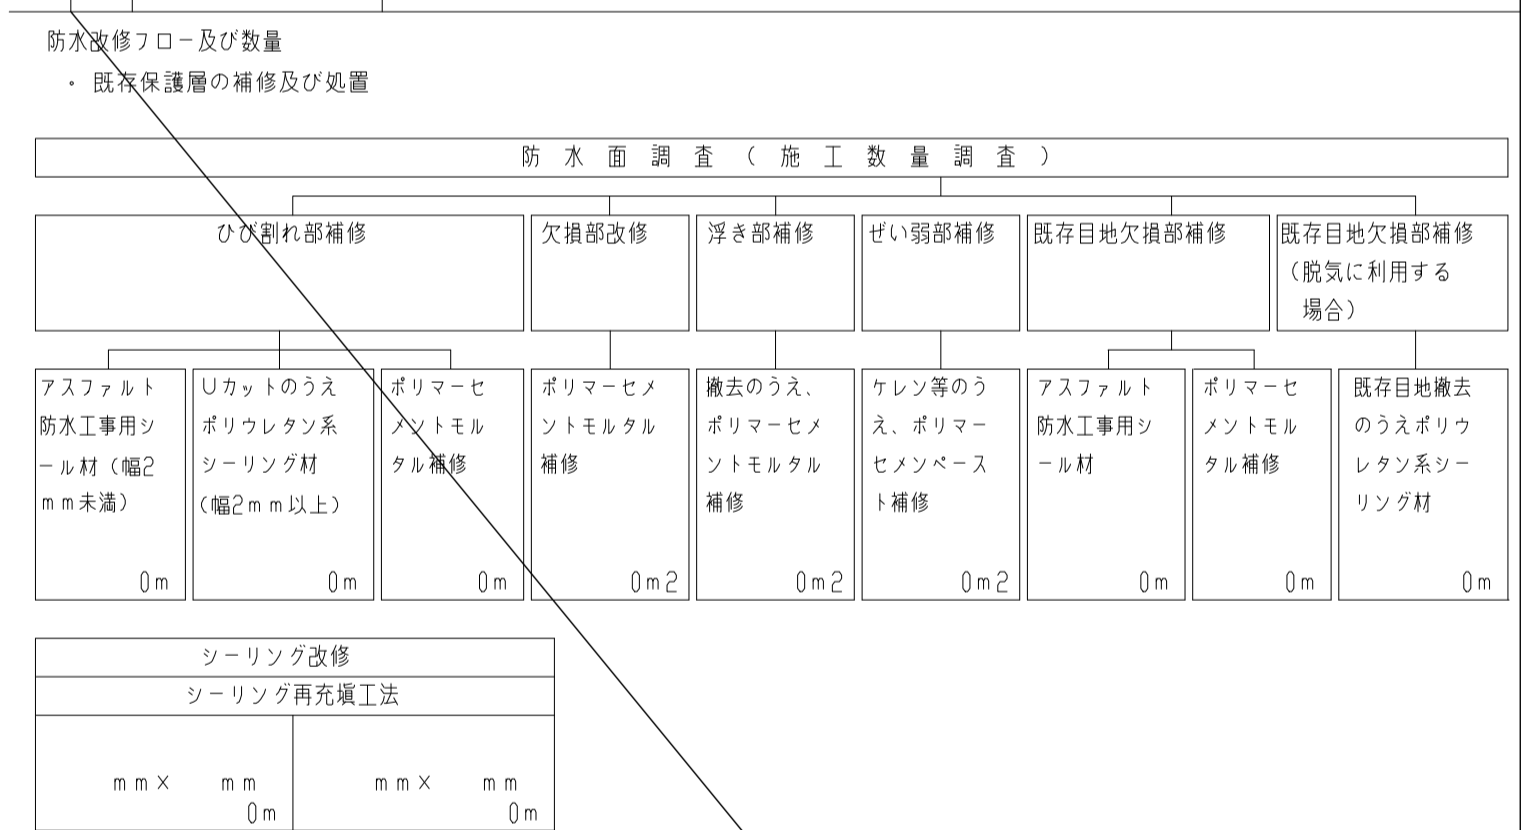 防水改修フロー及び数量
・ 既存保護層の補修及び処置
防水面調査（施工数量調査）
ひび割れ部補修
欠損部改修
浮き部補修
ぜい弱部補修
既存目地欠損部補修
既存目地欠損部補修
（脱気に利用する
場合）
アスファルト
防水工事用シ
ール材（幅2
mm未満）
0m
Uカットのうえ
ポリウレタン系
シーリング材
（幅2mm以上）
0m
ポリマーセ
メントモル
タル補修
0m
ポリマーセメ
ントモルタル
補修
0m2
撤去のうえ、
ポリマーセメ
ントモルタル
補修
0m2
ケレン等のう
え、ポリマー
セメンペース
ト補修
0m2
アスファルト
防水工事用シ
ール材
0m
ポリマーセ
メントモル
タル補修
0m
既存目地撤去
のうえポリウ
レタン系シー
リング材
0m
シーリング改修
シーリング再充塡工法
mm× mm
0m
mm× mm
0m